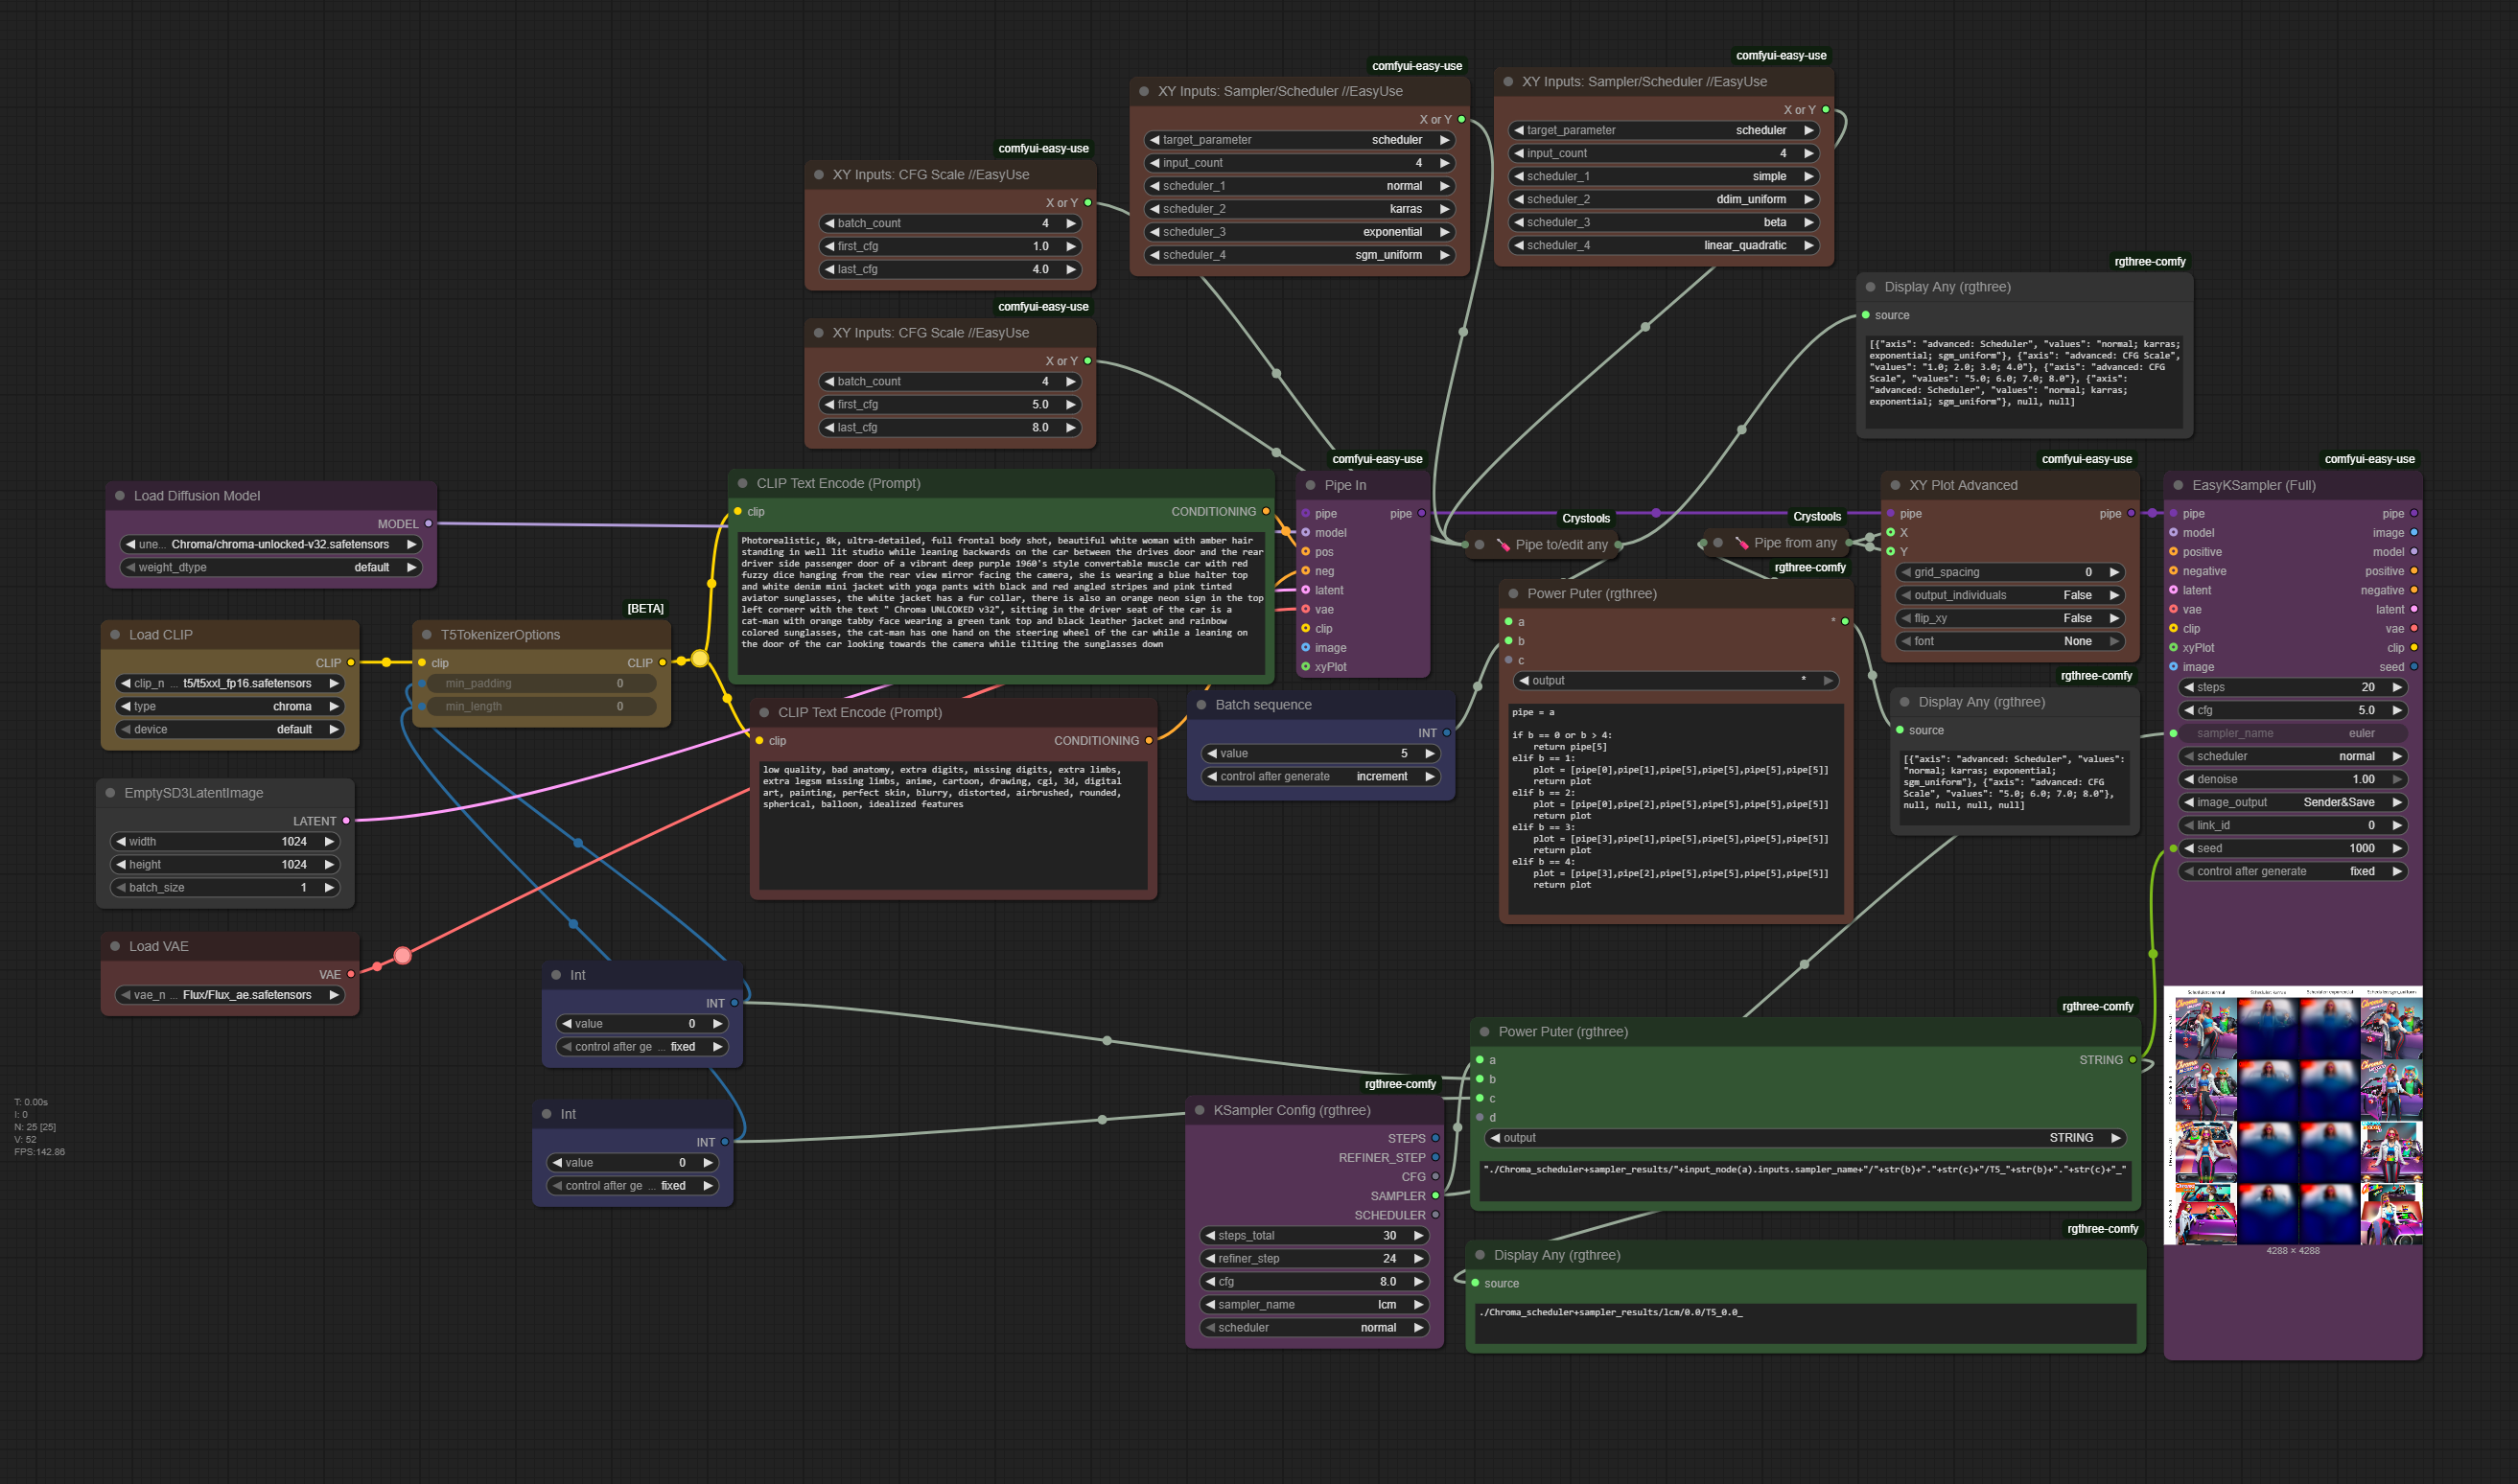 comfyui-easy-use
XY Inputs: Sampler/Scheduler //EasyUse
X or Y
target_parameter scheduler
input_count 4
scheduler_1 normal
scheduler_2 karras
scheduler_3 exponential
scheduler_4 sgm_uniform
comfyui-easy-use
XY Inputs: Sampler/Scheduler //EasyUse
X or Y
target_parameter scheduler
input_count 4
scheduler_1 simple
scheduler_2 ddim_uniform
scheduler_3 beta
scheduler_4 linear_quadratic
comfyui-easy-use
XY Inputs: CFG Scale //EasyUse
X or Y
batch_count 4
first_cfg 1.0
last_cfg 4.0
comfyui-easy-use
XY Inputs: CFG Scale //EasyUse
X or Y
batch_count 4
first_cfg 5.0
last_cfg 8.0
rgthree-comfy
Display Any (rgthree)
source
[{"axis": "advanced: Scheduler", "values": "normal; karras;
exponential; sgm_uniform"}, {"axis": "advanced: CFG Scale",
"values": "1.0; 2.0; 3.0; 4.0"}, {"axis": "advanced: CFG
Scale", "values": "5.0; 6.0; 7.0; 8.0"}, {"axis":
"advanced: Scheduler", "values": "normal; karras;
exponential; sgm_uniform"}, null, null]
Load Diffusion Model
MODEL
une... Chroma/chroma-unlocked-v32.safetensors
weight_dtype default
Load CLIP
CLIP
clip_n ... t5/t5xxl_fp16.safetensors
type chroma
device default
[BETA]
T5TokenizerOptions
clip CLIP
min_padding 0
min_length 0
EmptySD3LatentImage
LATENT
width 1024
height 1024
batch_size 1
Load VAE
VAE
vae_n ... Flux/Flux_ae.safetensors
CLIP Text Encode (Prompt)
clip CONDITIONING
Photorealistic, 8k, ultra-detailed, full frontal body shot, beautiful white woman with amber hair
standing in well lit studio while leaning backwards on the car between the drives door and the rear
driver side passenger door of a vibrant deep purple 1960's style convertable muscle car with red
fuzzy dice hanging from the rear view mirror facing the camera, she is wearing a blue halter top
and white denim mini jacket with yoga pants with black and red angled stripes and pink tinted
aviator sunglasses, the white jacket has a fur collar, there is also an orange neon sign in the top
left cornerr with the text " Chroma UNLCOKED v32", sitting in the driver seat of the car is a
cat-man with orange tabby face wearing a green tank top and black leather jacket and rainbow
colored sunglasses, the cat-man has one hand on the steering wheel of the car while a leaning on
the door of the car looking towards the camera while tilting the sunglasses down
CLIP Text Encode (Prompt)
clip CONDITIONING
low quality, bad anatomy, extra digits, missing digits, extra limbs,
extra legsm missing limbs, anime, cartoon, drawing, cgi, 3d, digital
art, painting, perfect skin, blurry, distorted, airbrushed, rounded,
spherical, balloon, idealized features
comfyui-easy-use
Pipe In
pipe pipe
model
pos
neg
latent
vae
clip
image
xyPlot
Batch sequence
INT
value 5
control after generate increment
Crystools
Pipe to/edit any
Crystools
Pipe from any
rgthree-comfy
Power Puter (rgthree)
a *
b
c
output *
pipe = a
if b == 0 or b > 4:
return pipe[5]
elif b == 1:
plot = [pipe[0],pipe[1],pipe[5],pipe[5],pipe[5],pipe[5]]
return plot
elif b == 2:
plot = [pipe[0],pipe[2],pipe[5],pipe[5],pipe[5],pipe[5]]
return plot
elif b == 3:
plot = [pipe[3],pipe[1],pipe[5],pipe[5],pipe[5],pipe[5]]
return plot
elif b == 4:
plot = [pipe[3],pipe[2],pipe[5],pipe[5],pipe[5],pipe[5]]
return plot
comfyui-easy-use
XY Plot Advanced
pipe pipe
X
Y
grid_spacing 0
output_individuals False
flip_xy False
font None
rgthree-comfy
Display Any (rgthree)
source
[{"axis": "advanced: Scheduler", "values":
"normal; karras; exponential;
sgm_uniform"}, {"axis": "advanced: CFG
Scale", "values": "5.0; 6.0; 7.0; 8.0"},
null, null, null, null]
comfyui-easy-use
EasyKSampler (Full)
pipe pipe
model image
positive model
negative positive
latent negative
vae latent
clip vae
xyPlot clip
image seed
steps 20
cfg 5.0
sampler_name euler
scheduler normal
denoise 1.00
image_output Sender&Save
link_id 0
seed 1000
control after generate fixed
4288 × 4288
Int
INT
value 0
control after ge ... fixed
Int
INT
value 0
control after ge ... fixed
rgthree-comfy
KSampler Config (rgthree)
STEPS
REFINER_STEP
CFG
SAMPLER
SCHEDULER
steps_total 30
refiner_step 24
cfg 8.0
sampler_name lcm
scheduler normal
rgthree-comfy
Power Puter (rgthree)
a STRING
b
c
d
output STRING
"./Chroma_scheduler+sampler_results/"+input_node(a).inputs.sampler_name+"/"+str(b)+"."+str(c)+"/T5_"+str(b)+"."+str(c)+"_"
rgthree-comfy
Display Any (rgthree)
source
./Chroma_scheduler+sampler_results/lcm/0.0/T5_0.0_
T: 0.00s
I: 0
N: 25 [25]
V: 52
FPS:142.86